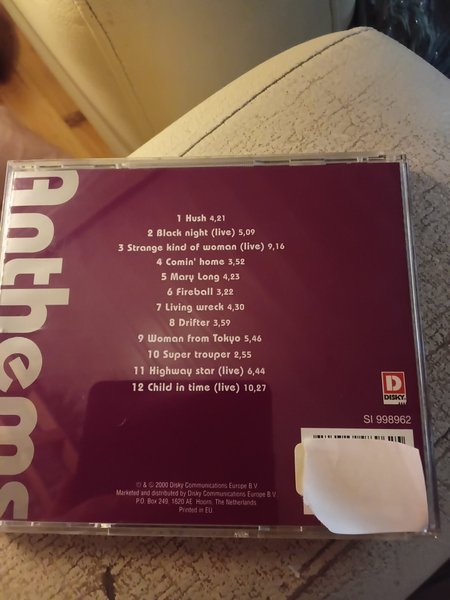 Anthems
1 Hush 4,21
2 Black night (live) 5,09
3 Strange kind of woman (live) 9,16
4 Comin' home 3,52
5 Mary Long 4,23
6 Fireball 3,22
7 Living wreck 4,30
8 Drifter 3,59
9 Woman from Tokyo 5,46
10 Super trouper 2,55
11 Highway star (live) 6,44
12 Child in time (live) 10,27
D
DISKY
SI 998962
℗ & © 2000 Disky Communications Europe B.V.
Marketed and distributed by Disky Communications Europe B.V.
P.O. Box 249, 1620 AE Hoorn. The Netherlands.
Printed in EU.